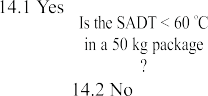 14.1 Yes
Is the SADT < 60 °C
in a 50 kg package
?
14.2 No